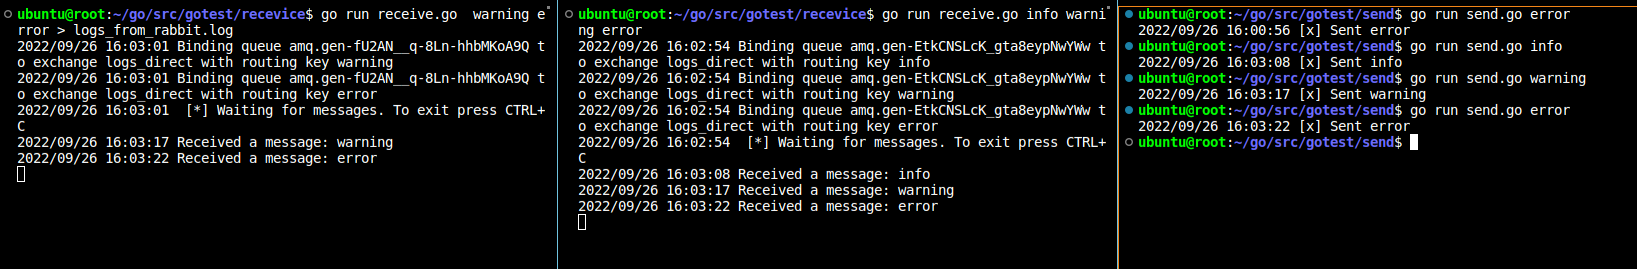 ubuntu@root:~/go/src/gotest/recevice$ go run receive.go  warning e
rror > logs_from_rabbit.log
2022/09/26 16:03:01 Binding queue amq.gen-fU2AN__q-8Ln-hhbMKoA9Q t
o exchange logs_direct with routing key warning
2022/09/26 16:03:01 Binding queue amq.gen-fU2AN__q-8Ln-hhbMKoA9Q t
o exchange logs_direct with routing key error
2022/09/26 16:03:01  [*] Waiting for messages. To exit press CTRL+
C
2022/09/26 16:03:17 Received a message: warning
2022/09/26 16:03:22 Received a message: error
ubuntu@root:~/go/src/gotest/recevice$ go run receive.go info warni
ng error
2022/09/26 16:02:54 Binding queue amq.gen-EtkCNSLcK_gta8eypNwYWw t
o exchange logs_direct with routing key info
2022/09/26 16:02:54 Binding queue amq.gen-EtkCNSLcK_gta8eypNwYWw t
o exchange logs_direct with routing key warning
2022/09/26 16:02:54 Binding queue amq.gen-EtkCNSLcK_gta8eypNwYWw t
o exchange logs_direct with routing key error
2022/09/26 16:02:54  [*] Waiting for messages. To exit press CTRL+
C
2022/09/26 16:03:08 Received a message: info
2022/09/26 16:03:17 Received a message: warning
2022/09/26 16:03:22 Received a message: error
ubuntu@root:~/go/src/gotest/send$ go run send.go error
2022/09/26 16:00:56 [x] Sent error
ubuntu@root:~/go/src/gotest/send$ go run send.go info
2022/09/26 16:03:08 [x] Sent info
ubuntu@root:~/go/src/gotest/send$ go run send.go warning
2022/09/26 16:03:17 [x] Sent warning
ubuntu@root:~/go/src/gotest/send$ go run send.go error
2022/09/26 16:03:22 [x] Sent error
ubuntu@root:~/go/src/gotest/send$